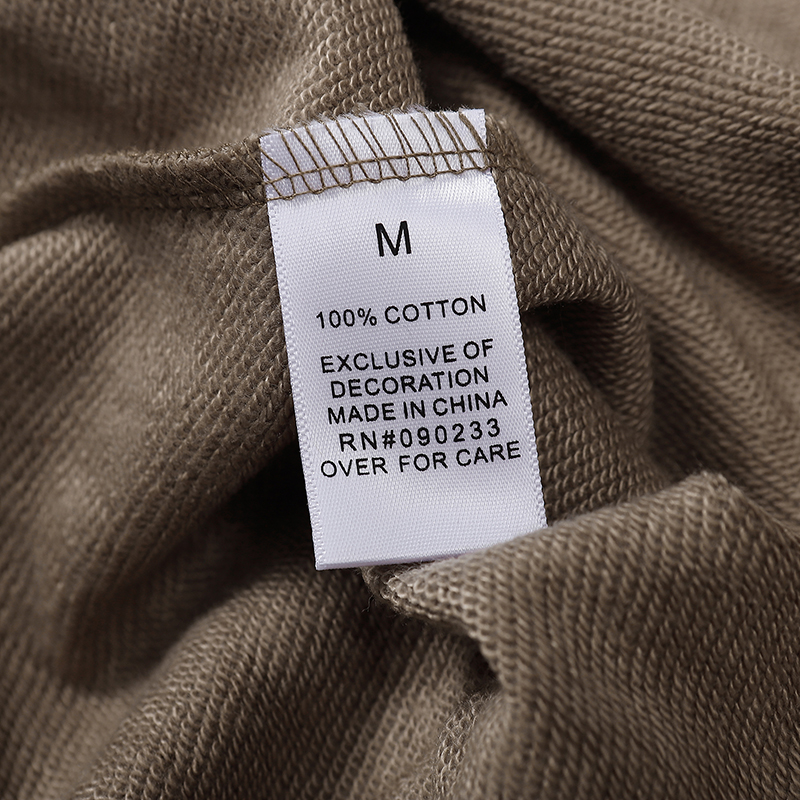 M
100% COTTON
EXCLUSIVE OF
DECORATION
MADE IN CHINA
RN#090233
OVER FOR CARE